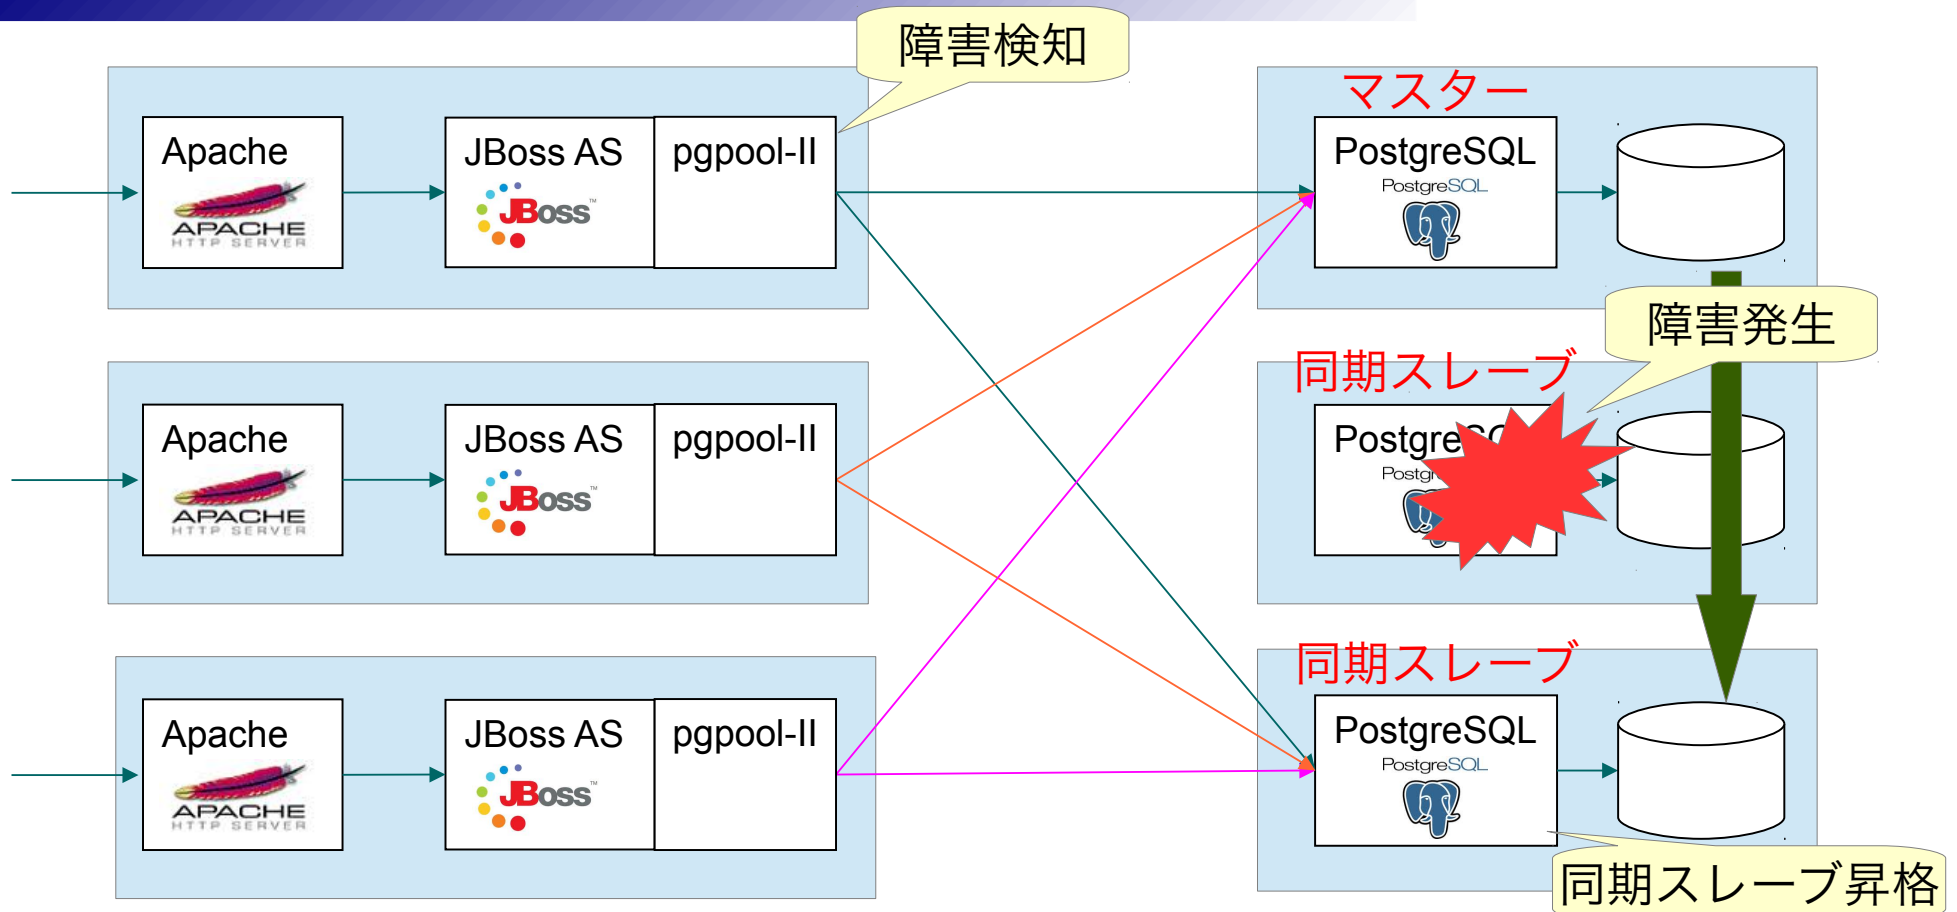 障害検知
マスター
Apache
JBoss AS
pgpool-II
PostgreSQL
APACHE
HTTP SERVER
JBoss
PostgreSQL
障害発生
同期スレーブ
Apache
JBoss AS
pgpool-II
APACHE
HTTP SERVER
JBoss
同期スレーブ
Apache
JBoss AS
pgpool-II
PostgreSQL
APACHE
HTTP SERVER
JBoss
PostgreSQL
同期スレーブ昇格